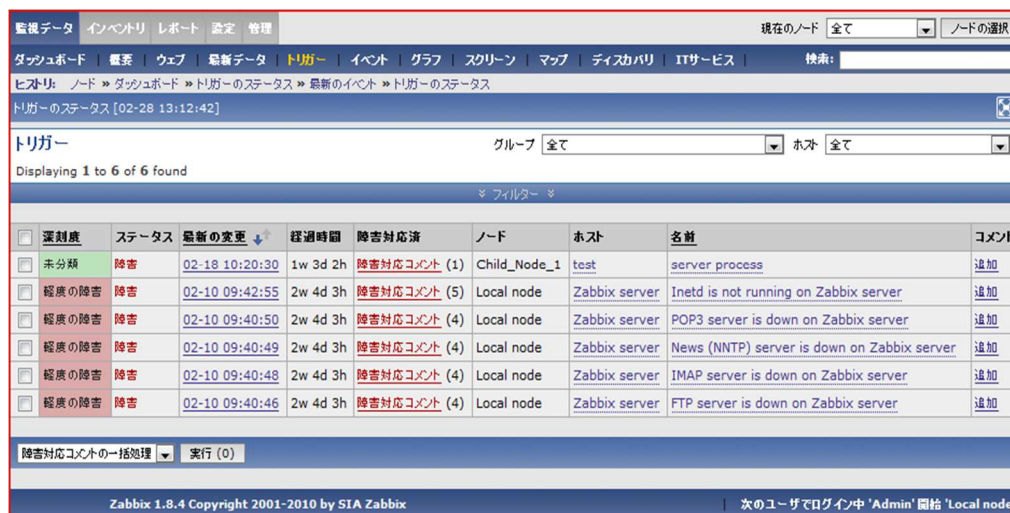 監視データ インベントリ レポート 設定 管理 現在のノード 全て ノードの選択
ダッシュボード | 概要 | ウェブ | 最新データ | トリガー | イベント | グラフ | スクリーン | マップ | ディスカバリ | ITサービス | 検索:
ヒストリ: ノード » ダッシュボード » トリガーのステータス » 最新のイベント » トリガーのステータス
トリガーのステータス [02-28 13:12:42]
トリガー グループ 全て ホスト 全て
Displaying 1 to 6 of 6 found
フィルター
深刻度 ステータス 最新の変更 経過時間 障害対応済 ノード ホスト 名前 コメント
未分類 障害 02-18 10:20:30 1w 3d 2h 障害対応コメント (1) Child_Node_1 test server process 追加
軽度の障害 障害 02-10 09:42:55 2w 4d 3h 障害対応コメント (5) Local node Zabbix server Inetd is not running on Zabbix server 追加
軽度の障害 障害 02-10 09:40:50 2w 4d 3h 障害対応コメント (4) Local node Zabbix server POP3 server is down on Zabbix server 追加
軽度の障害 障害 02-10 09:40:49 2w 4d 3h 障害対応コメント (4) Local node Zabbix server News (NNTP) server is down on Zabbix server 追加
軽度の障害 障害 02-10 09:40:48 2w 4d 3h 障害対応コメント (4) Local node Zabbix server IMAP server is down on Zabbix server 追加
軽度の障害 障害 02-10 09:40:46 2w 4d 3h 障害対応コメント (4) Local node Zabbix server FTP server is down on Zabbix server 追加
障害対応コメントの一括処理 実行 (0)
Zabbix 1.8.4 Copyright 2001-2010 by SIA Zabbix | 次のユーザでログイン中 'Admin' 開始 'Local node